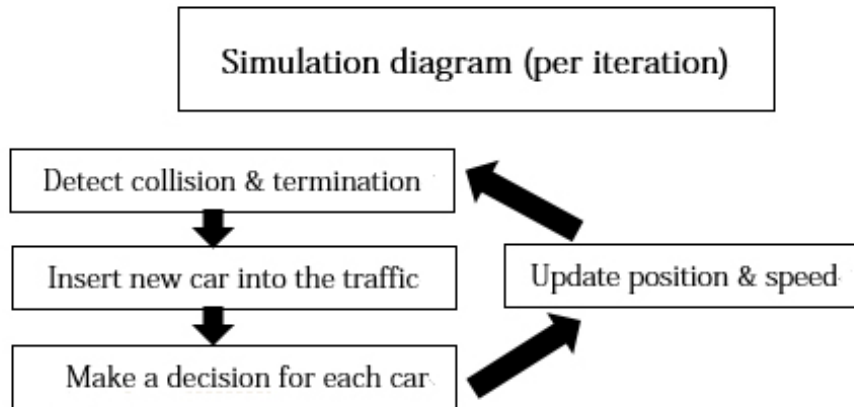 Simulation diagram (per iteration)
Detect collision & termination
Insert new car into the traffic
Make a decision for each car
Update position & speed